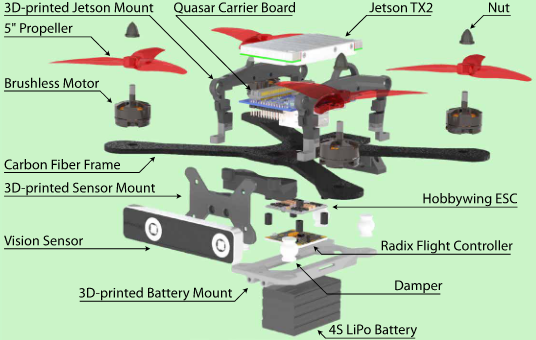 3D-printed Jetson Mount
Quasar Carrier Board
Jetson TX2
Nut
5" Propeller
Brushless Motor
Carbon Fiber Frame
3D-printed Sensor Mount
Hobbywing ESC
Vision Sensor
Radix Flight Controller
3D-printed Battery Mount
Damper
4S LiPo Battery